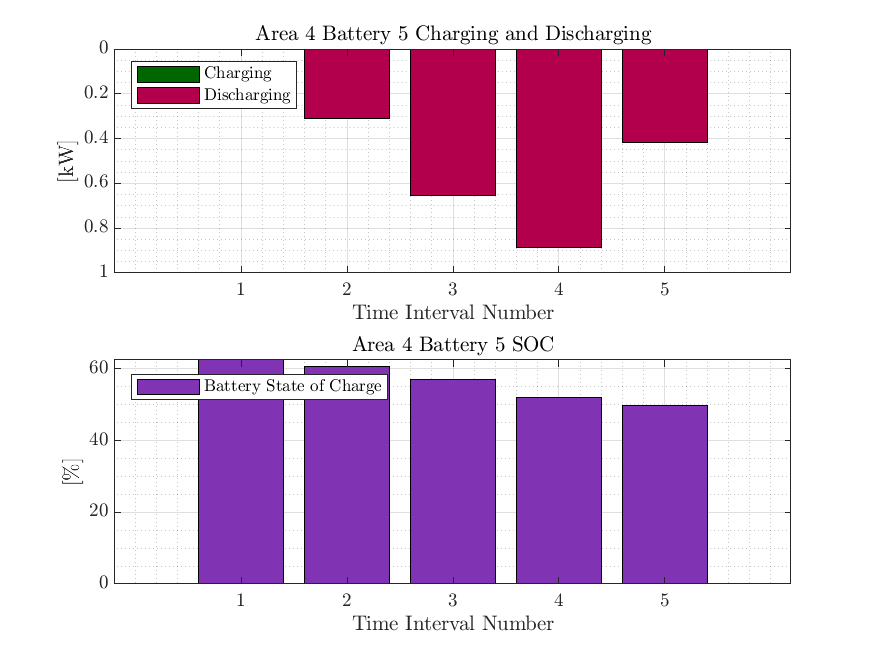 Area 4 Battery 5 Charging and Discharging
0
0.2
0.4
0.6
0.8
1
[kW]
Charging
Discharging
1 2 3 4 5
Time Interval Number
Area 4 Battery 5 SOC
60
40
20
0
[%]
Battery State of Charge
1 2 3 4 5
Time Interval Number